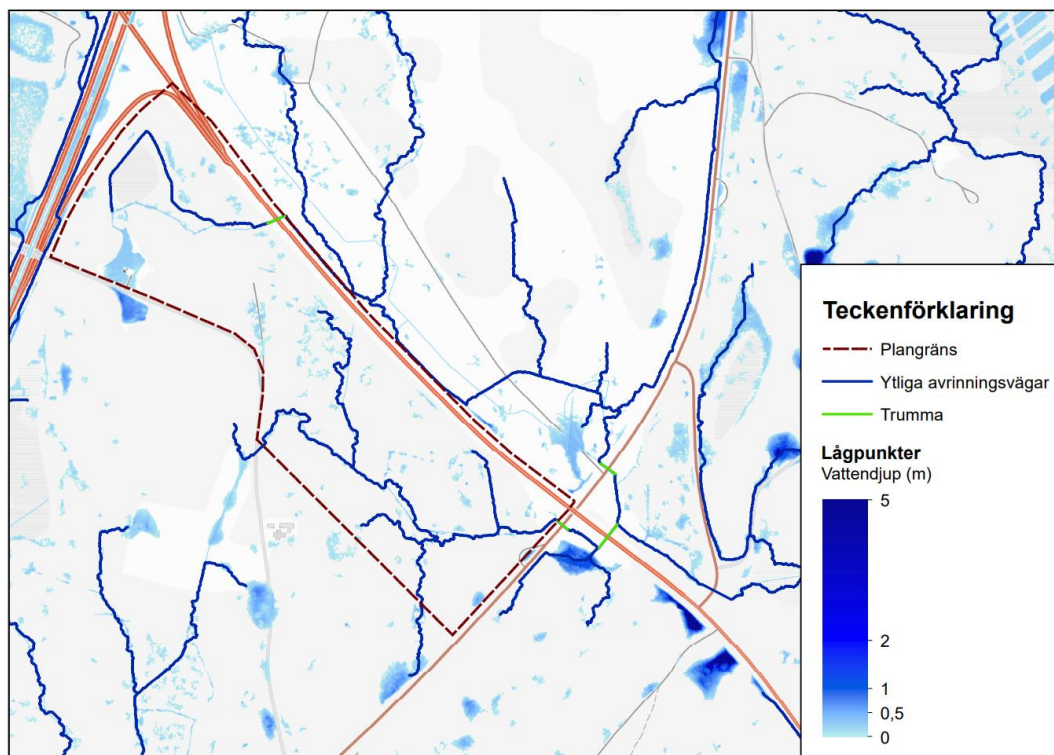 Teckenförklaring
Plangräns
Ytliga avrinningsvägar
Trumma
Lågpunkter
Vattendjup (m)
5
2
1
0,5
0